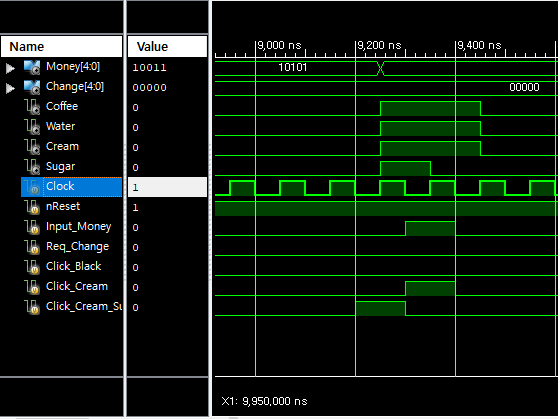 Name Value
9,000 ns 9,200 ns 9,400 ns
Money[4:0] 10011 10101
Change[4:0] 00000 00000
Coffee 0
Water 0
Cream 0
Sugar 0
Clock 1
nReset 1
Input_Money 0
Req_Change 0
Click_Black 0
Click_Cream 0
Click_Cream_Su 0
X1: 9,950,000 ns